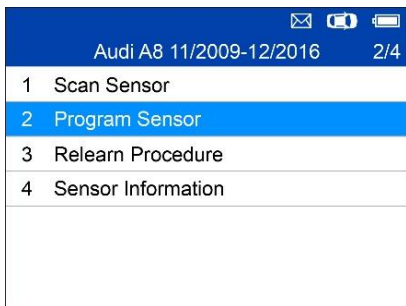 Audi A8 11/2009-12/2016 2/4
1 Scan Sensor
2 Program Sensor
3 Relearn Procedure
4 Sensor Information